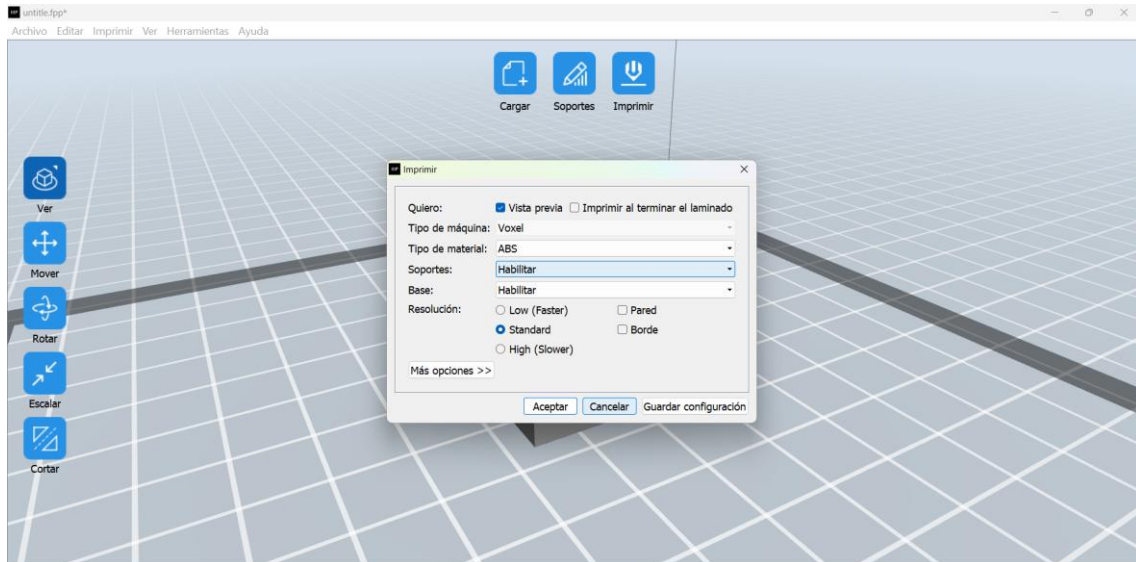 untitle.fpp*
Archivo Editar Imprimir Ver Herramientas Ayuda
Cargar Soportes Imprimir
Ver
Mover
Rotar
Escalar
Cortar
Imprimir
Quiero: Vista previa Imprimir al terminar el laminado
Tipo de máquina: Voxel
Tipo de material: ABS
Soportes: Habilitar
Base: Habilitar
Resolución: Low (Faster) Pared
Standard Borde
High (Slower)
Más opciones >>
Aceptar Cancelar Guardar configuración